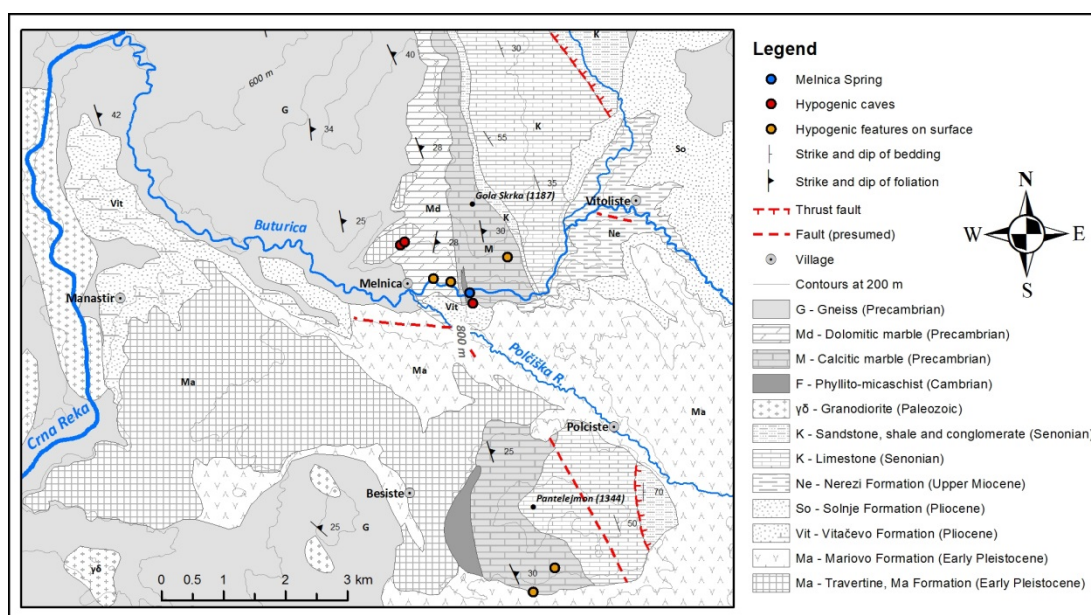 40
K
30
600 m
G
K
42
34
55
28
So
35
Vit
Gola Skrka (1187)
Vitoliste
Md
K
25
30
Ne
Buturica
28
M
Melnica
Manastir
Vit
800 m
Polčiška R.
Ma
Ma
Ma
Crna Reka
Polciste
25
Besiste
Pantelejmon (1344)
70
50
25
G
γδ
30
0 0.5 1 2 3 km
Legend
Melnica Spring
Hypogenic caves
Hypogenic features on surface
Strike and dip of bedding
Strike and dip of foliation
Thrust fault
Fault (presumed)
Village
Contours at 200 m
G - Gneiss (Precambrian)
Md - Dolomitic marble (Precambrian)
M - Calcitic marble (Precambrian)
F - Phyllito-micaschist (Cambrian)
γδ - Granodiorite (Paleozoic)
K - Sandstone, shale and conglomerate (Senonian)
K - Limestone (Senonian)
Ne - Nerezi Formation (Upper Miocene)
So - Solnje Formation (Pliocene)
Vit - Vitačevo Formation (Pliocene)
Ma - Mariovo Formation (Early Pleistocene)
Ma - Travertine, Ma Formation (Early Pleistocene)
N
W E
S